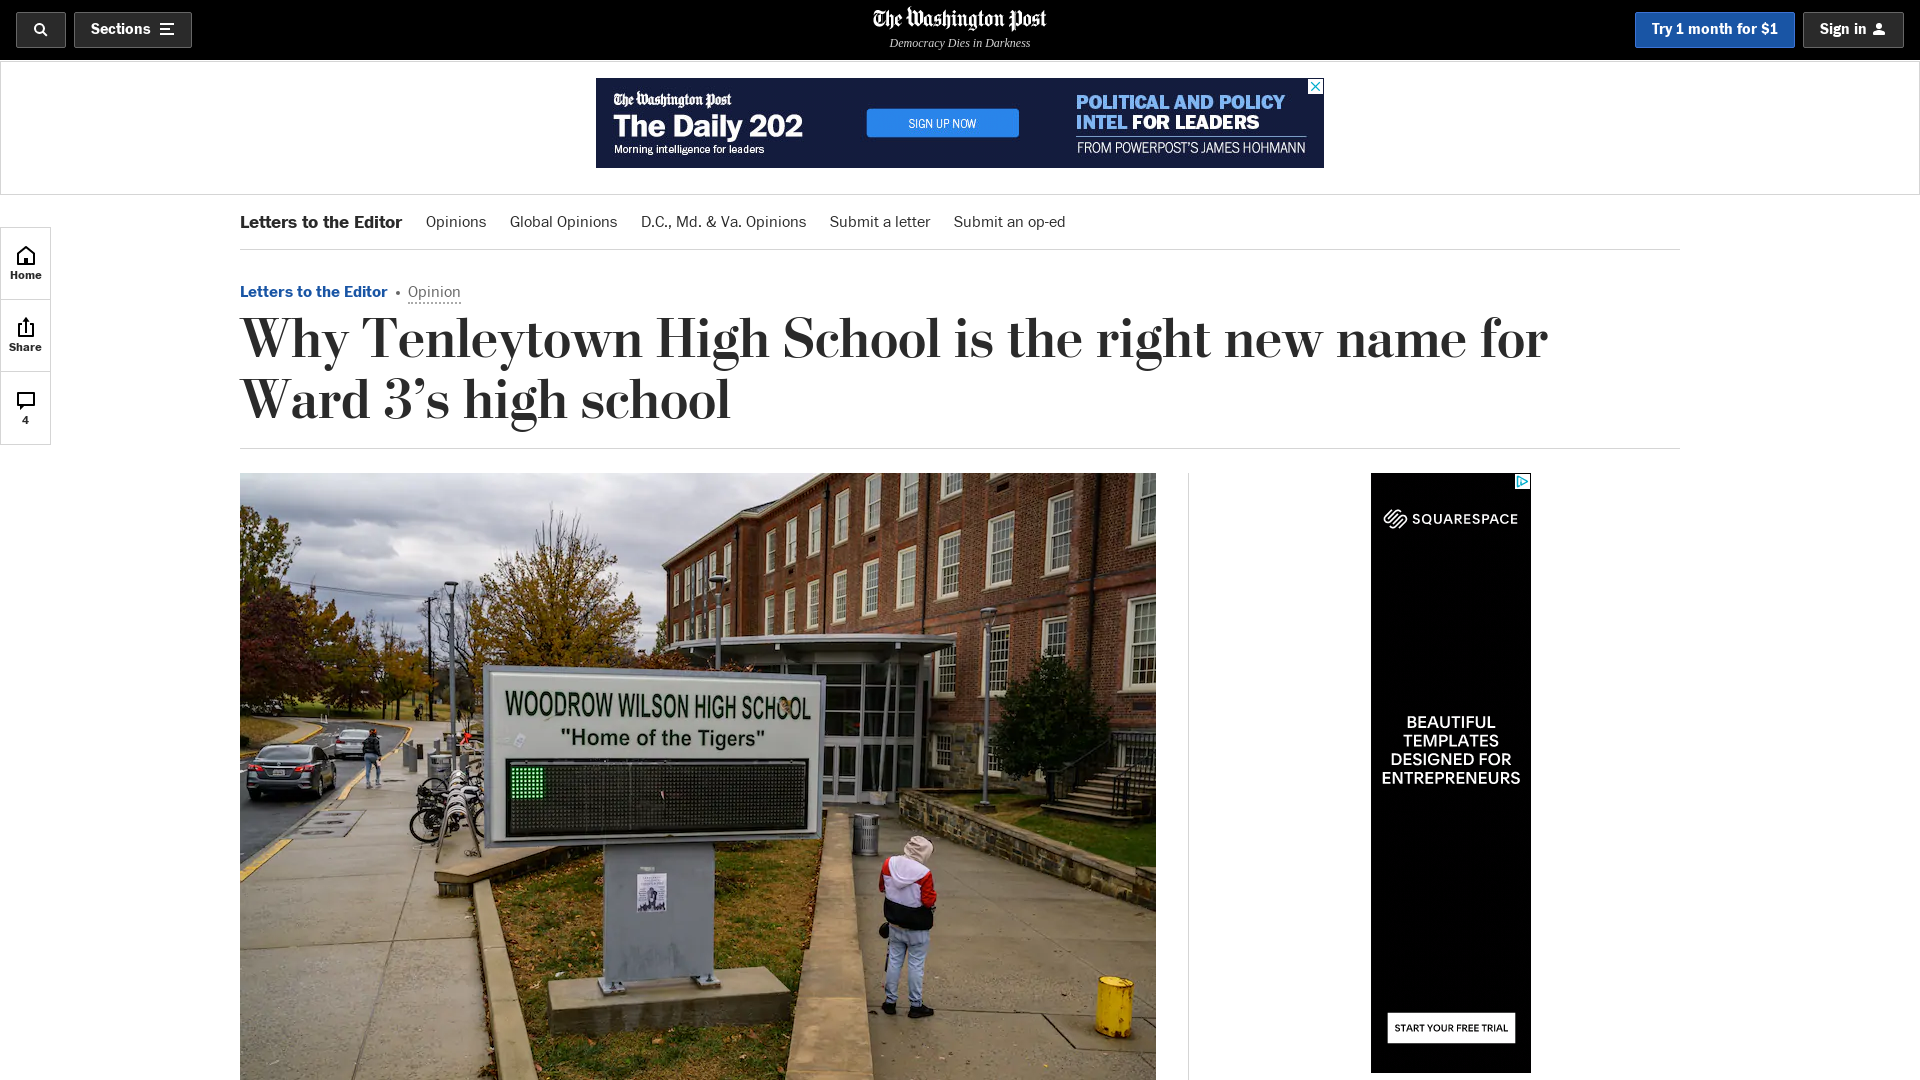 Sections
The Washington Post
Democracy Dies in Darkness
Try 1 month for $1
Sign in
The Washington Post
The Daily 202
Morning intelligence for leaders
SIGN UP NOW
POLITICAL AND POLICY
INTEL FOR LEADERS
FROM POWERPOST'S JAMES HOHMANN
Letters to the Editor
Opinions
Global Opinions
D.C., Md. & Va. Opinions
Submit a letter
Submit an op-ed
Home
Share
4
Letters to the Editor • Opinion
Why Tenleytown High School is the right new name for
Ward 3’s high school
WOODROW WILSON HIGH SCHOOL
"Home of the Tigers"
SQUARESPACE
BEAUTIFUL
TEMPLATES
DESIGNED FOR
ENTREPRENEURS
START YOUR FREE TRIAL